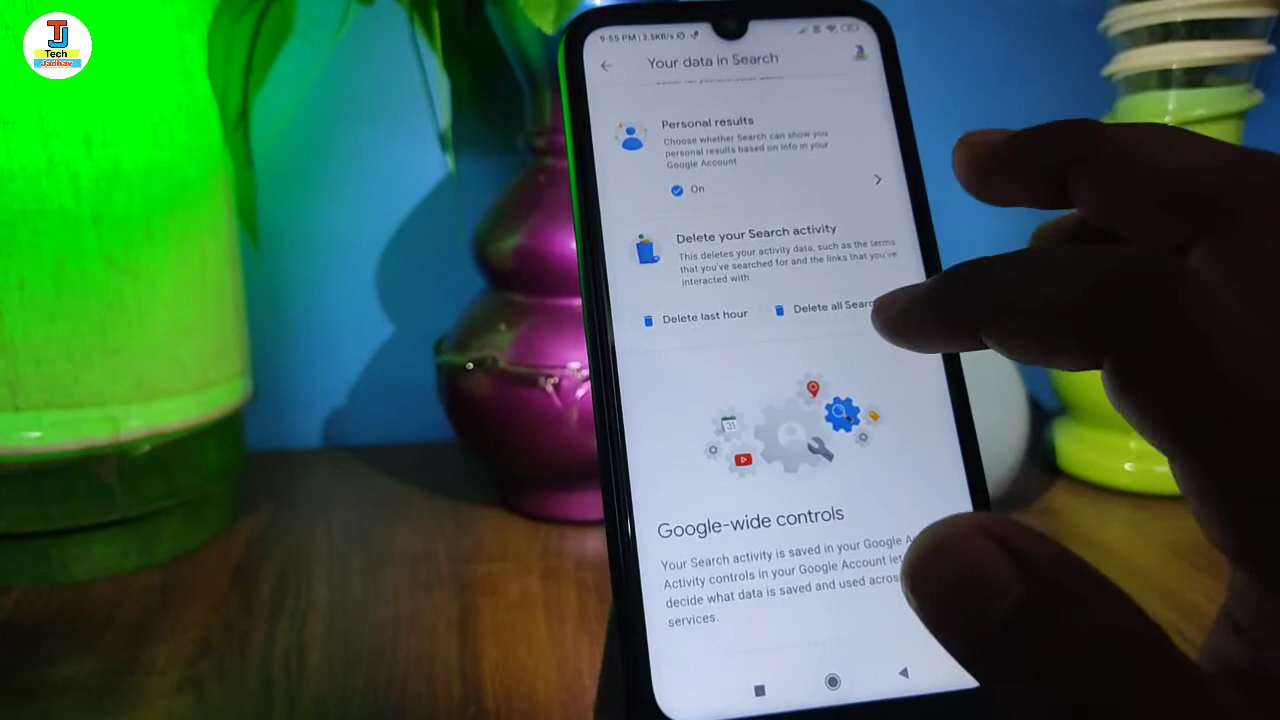 TJ
Tech
Jadhav
9:55 PM | 2.5KB/s
Your data in Search
Personal results
Choose whether Search can show you
personal results based on info in your
Google Account
On
Delete your Search activity
This deletes your activity data, such as the terms
that you've searched for and the links that you've
interacted with
Delete last hour
Delete all Searc
31
Google-wide controls
Your Search activity is saved in your Google A
Activity controls in your Google Account let
decide what data is saved and used acros
services.